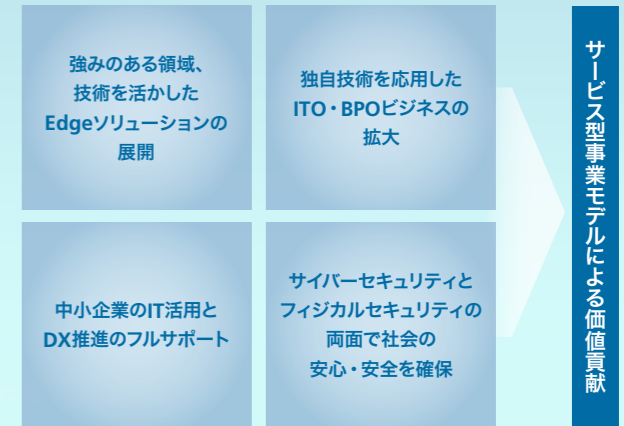 強みのある領域、
技術を活かした
Edgeソリューションの
展開
独自技術を応用した
ITO・BPOビジネスの
拡大
中小企業のIT活用と
DX推進のフルサポート
サイバーセキュリティと
フィジカルセキュリティの
両面で社会の
安心・安全を確保
サービス型事業モデルによる価値貢献